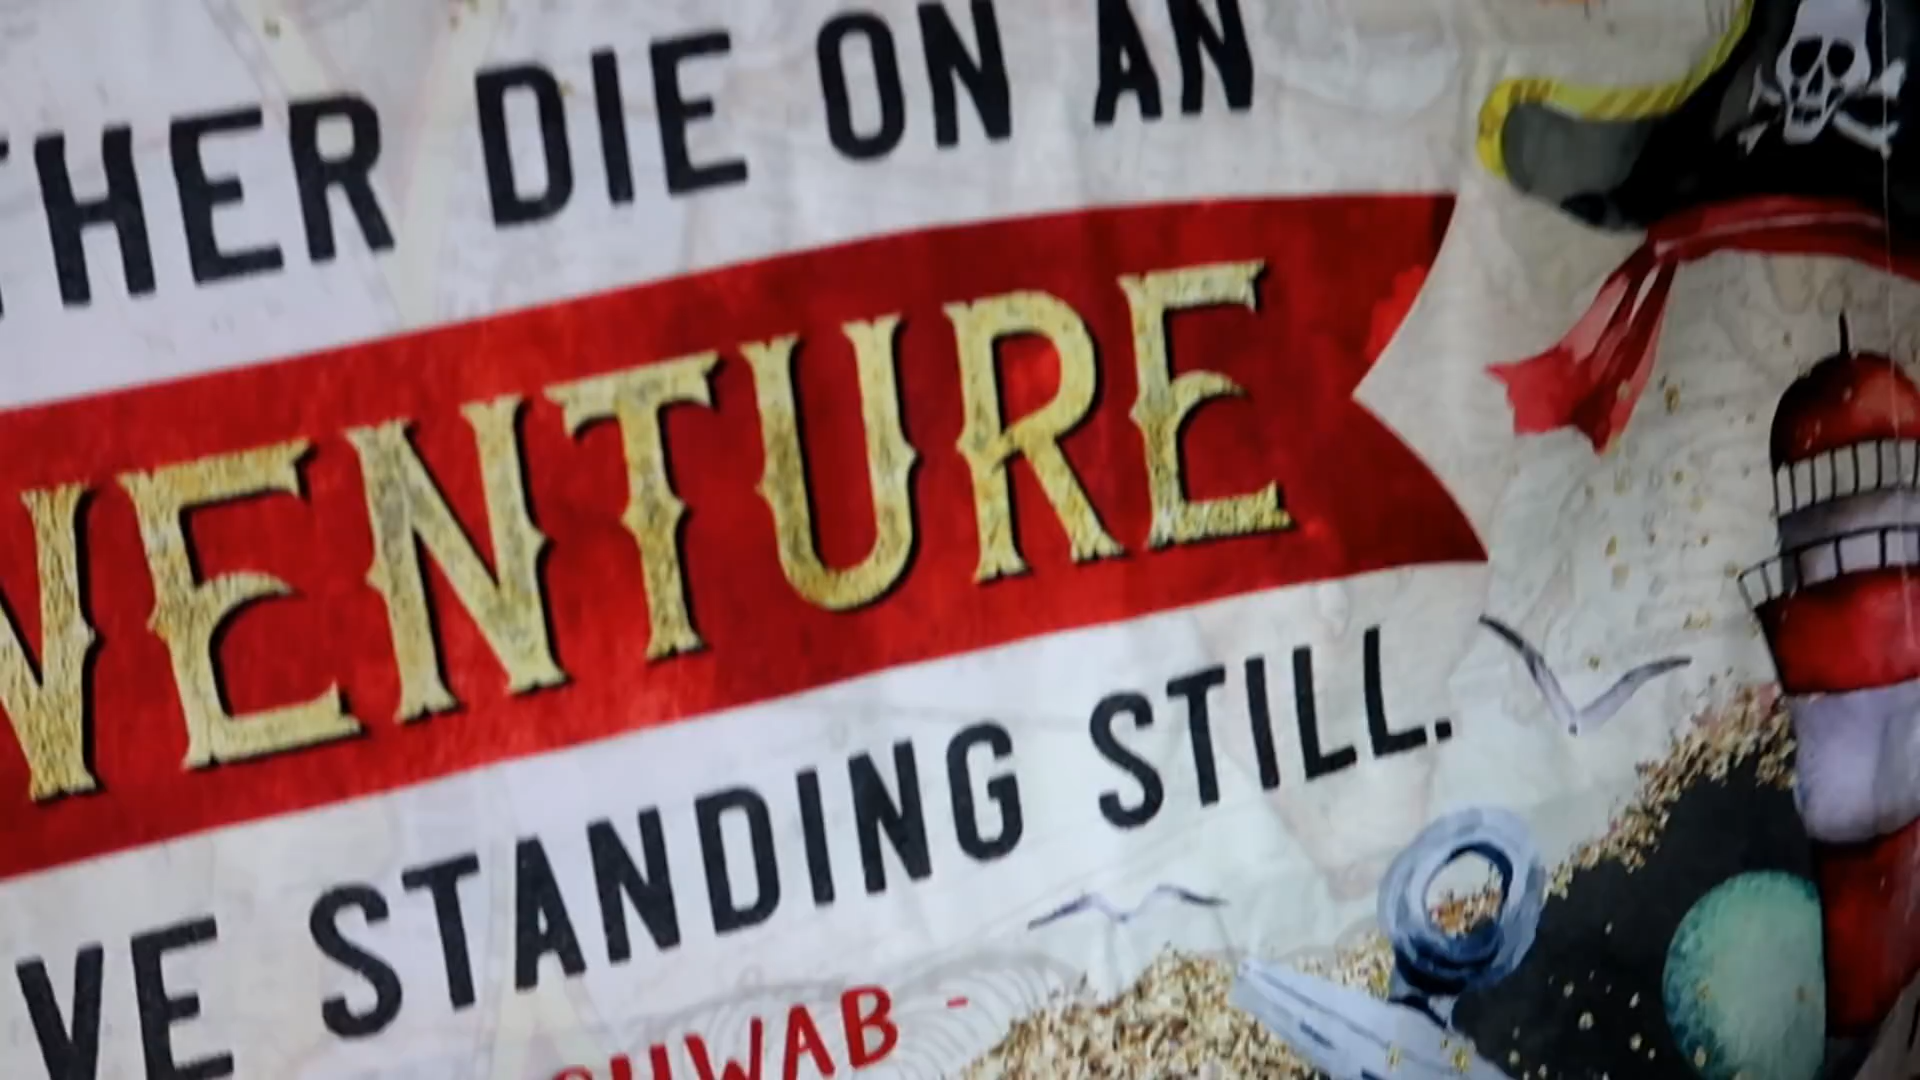 THER DIE ON AN
VENTURE
VE STANDING STILL.
CHWAB -